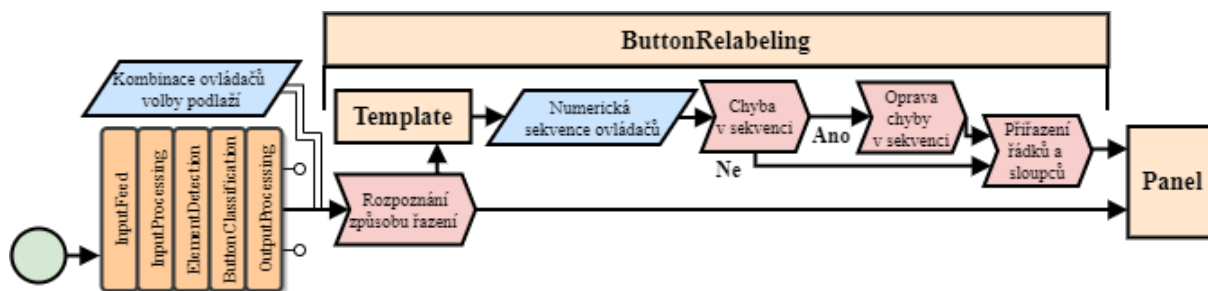 ButtonRelabeling
Kombinace ovládačů
volby podlaží
Template
Numerická
sekvence ovládačů
Chyba
v sekvenci
Ano
Ne
Oprava
chyby
v sekvenci
Přířazení
řádků a
sloupců
Panel
InputFeed
InputProcessing
ElementDetection
ButtonClassification
OutputProcessing
Rozpoznání
způsobu řazení